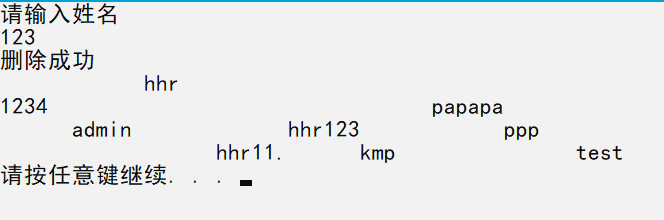 请输入姓名
123
删除成功
hhr
1234 papapa
admin hhr123 ppp
hhr11. kmp test
请按任意键继续. . .